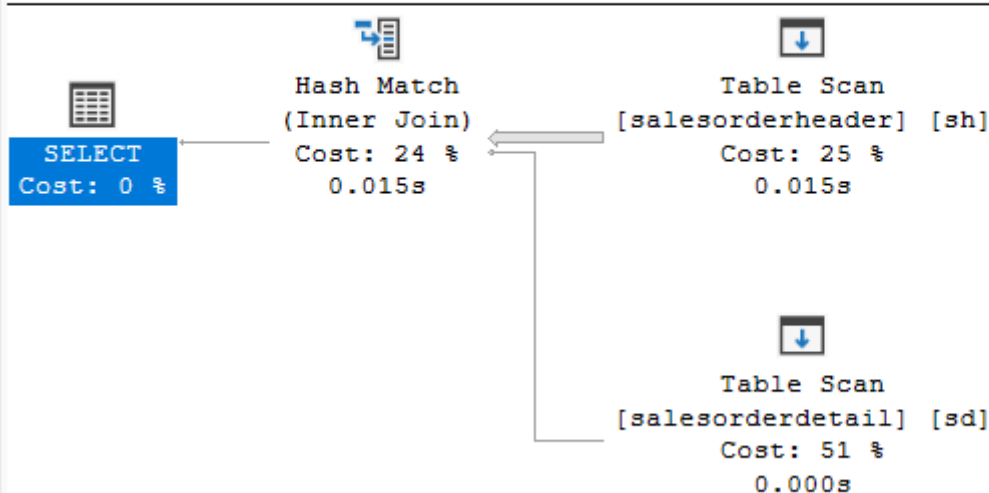 SELECT
Cost: 0 %
Hash Match
(Inner Join)
Cost: 24 %
0.015s
Table Scan
[salesorderheader] [sh]
Cost: 25 %
0.015s
Table Scan
[salesorderdetail] [sd]
Cost: 51 %
0.000s